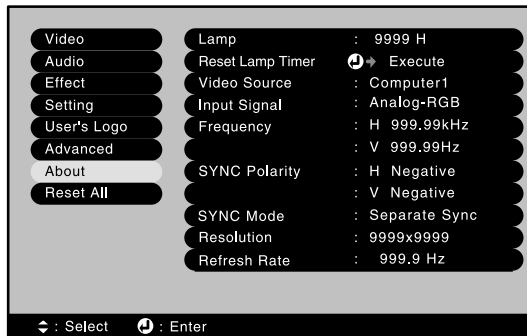 Video
Audio
Effect
Setting
User's Logo
Advanced
About
Reset All
Lamp : 9999 H
Reset Lamp Timer Execute
Video Source : Computer1
Input Signal : Analog-RGB
Frequency : H 999.99kHz
: V 999.99Hz
SYNC Polarity : H Negative
: V Negative
SYNC Mode : Separate Sync
Resolution : 9999x9999
Refresh Rate : 999.9 Hz
: Select : Enter